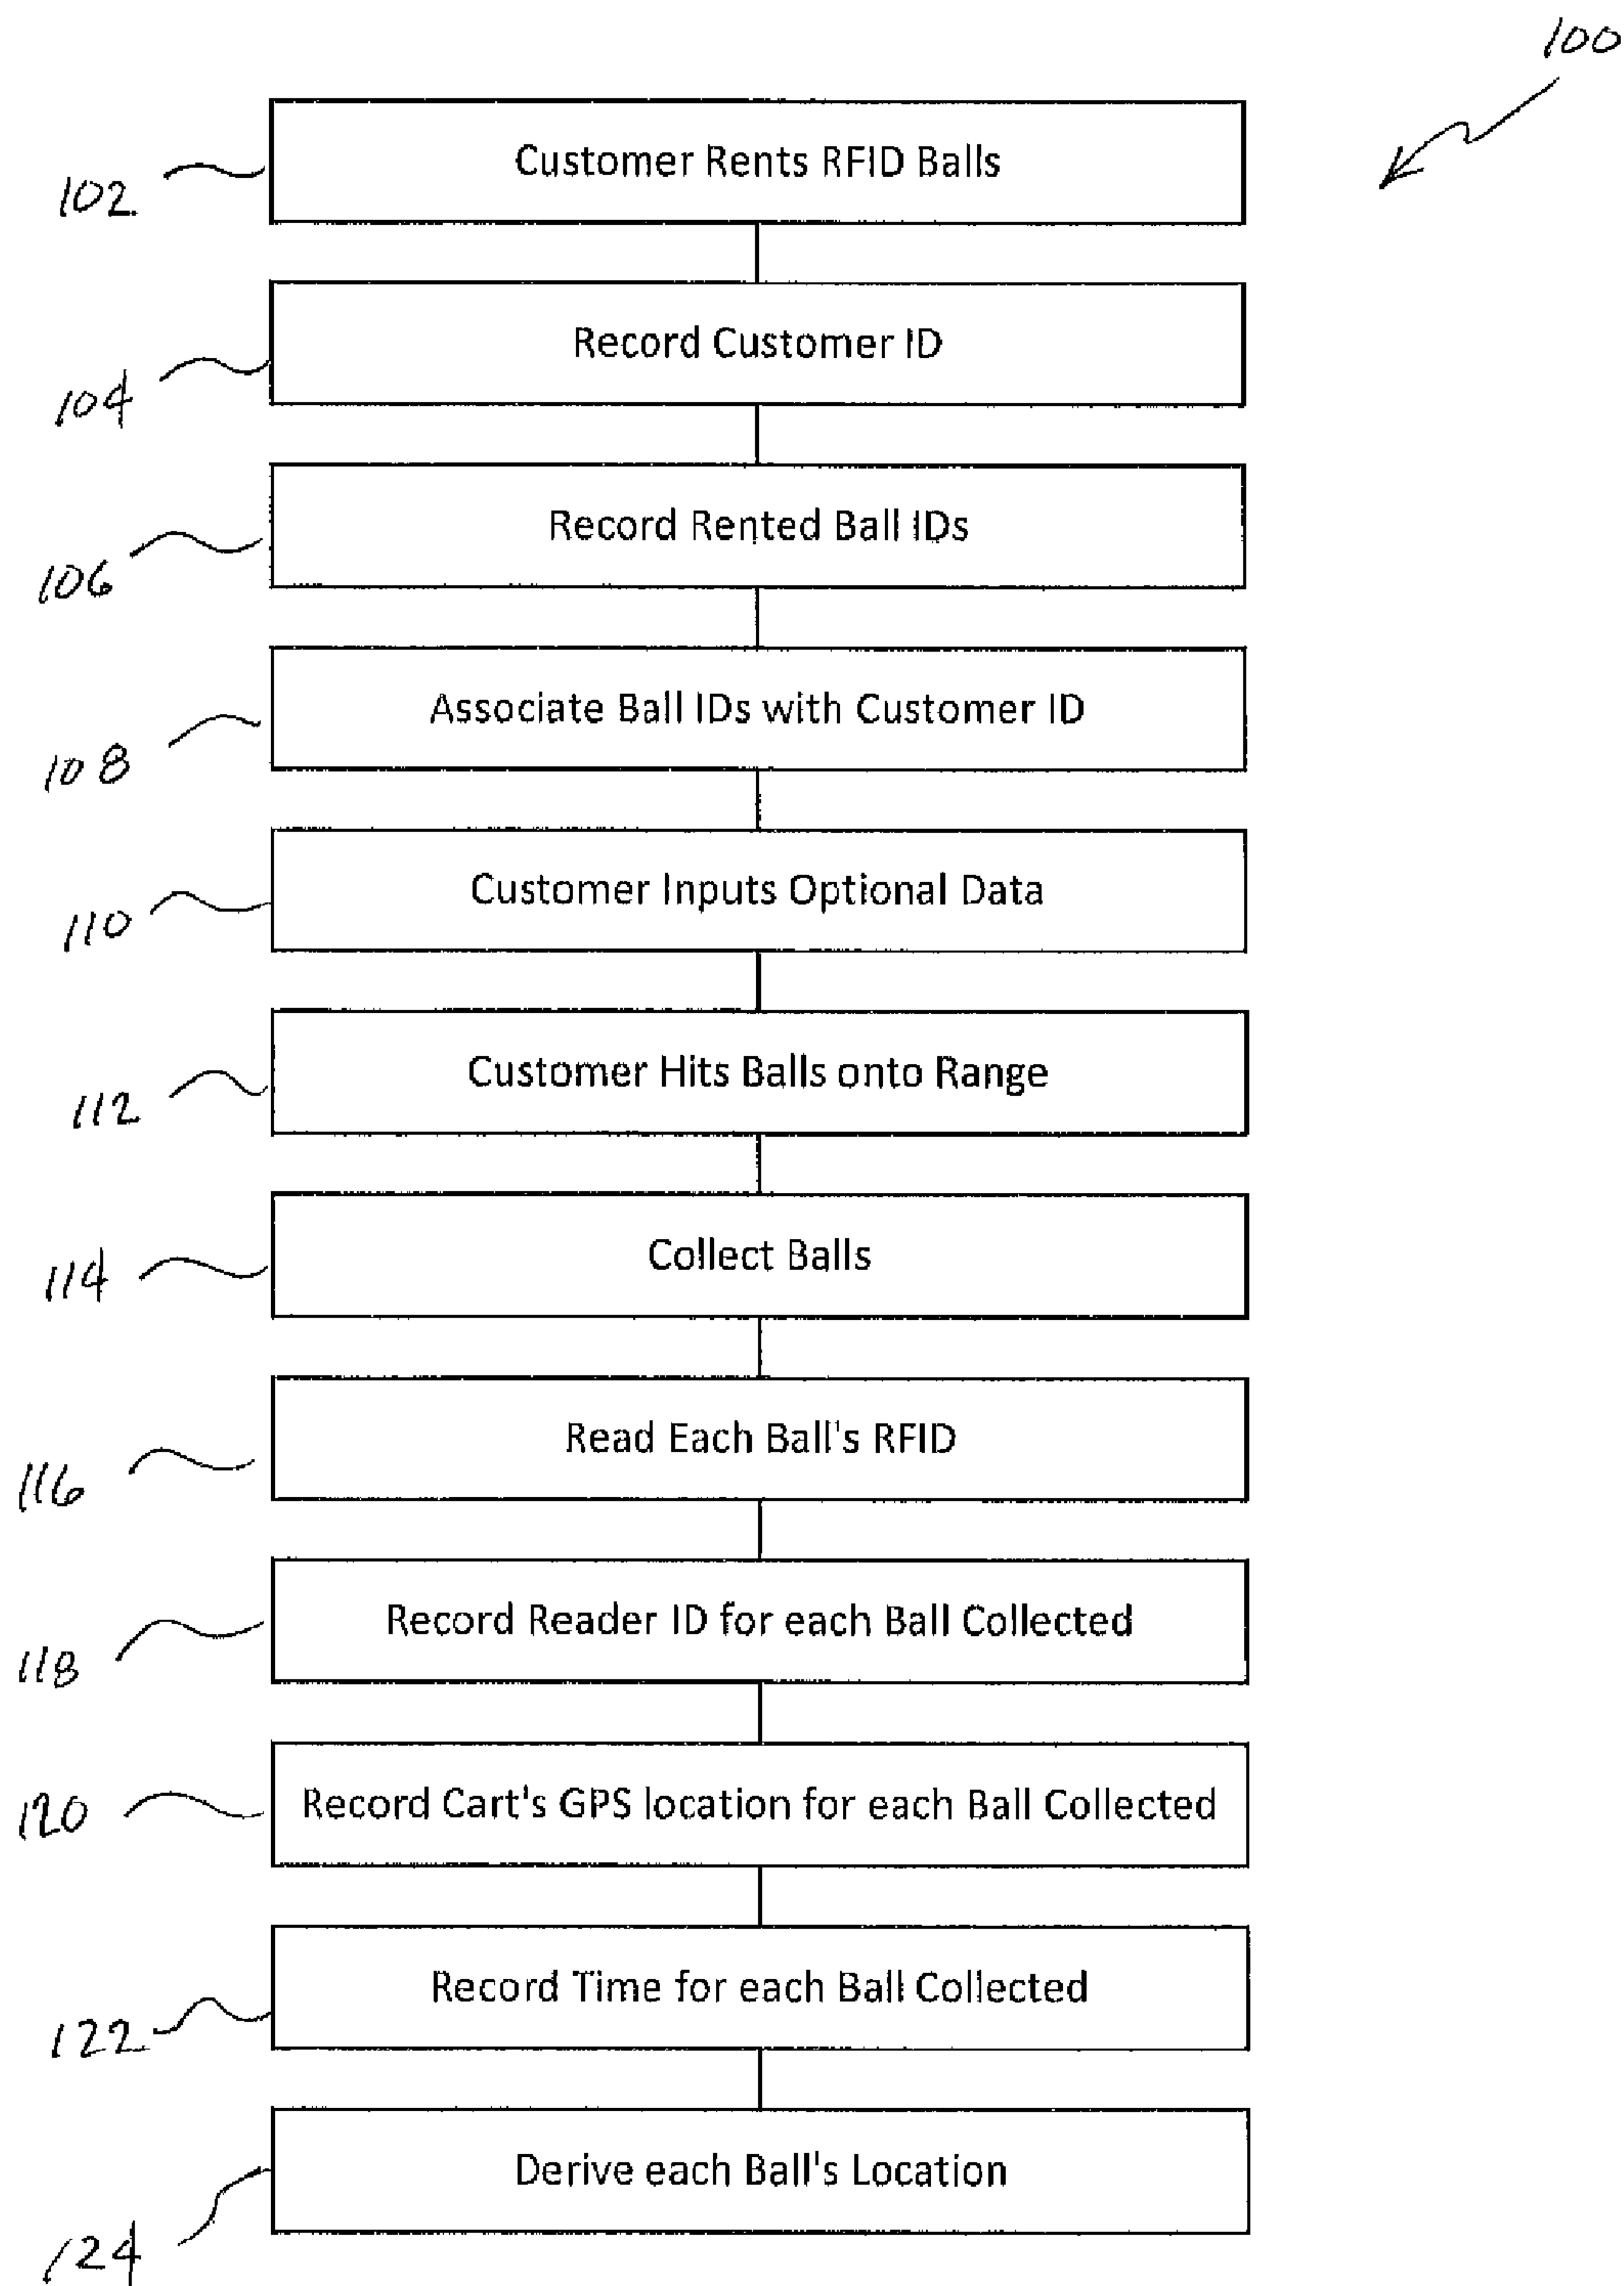 100
Customer Rents RFID Balls
102
Record Customer ID
104
Record Rented Ball IDs
106
Associate Ball IDs with Customer ID
108
Customer Inputs Optional Data
110
Customer Hits Balls onto Range
112
Collect Balls
114
Read Each Ball's RFID
116
Record Reader ID for each Ball Collected
118
Record Cart's GPS location for each Ball Collected
120
Record Time for each Ball Collected
122
Derive each Ball's Location
124